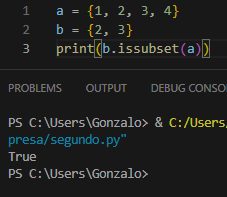 1 a = {1, 2, 3, 4}
2 b = {2, 3}
3 print(b.issubset(a))
PROBLEMS OUTPUT DEBUG CONSO
PS C:\Users\Gonzalo> & C:/Users
presa/segundo.py"
True
PS C:\Users\Gonzalo>